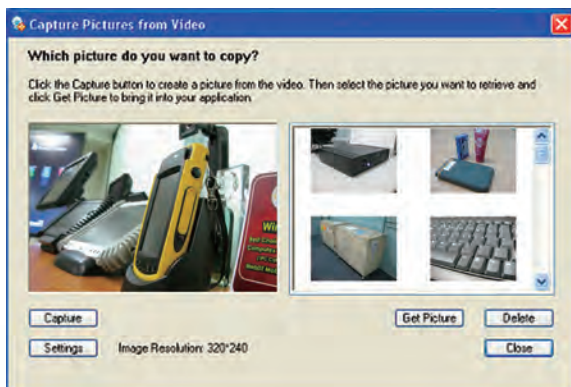 Capture Pictures from Video
Which picture do you want to copy?
Click the Capture button to create a picture from the video. Then select the picture you want to retrieve and
click Get Picture to bring it into your application.
Capture
Get Picture
Delete
Settings
Image Resolution: 320*240
Close